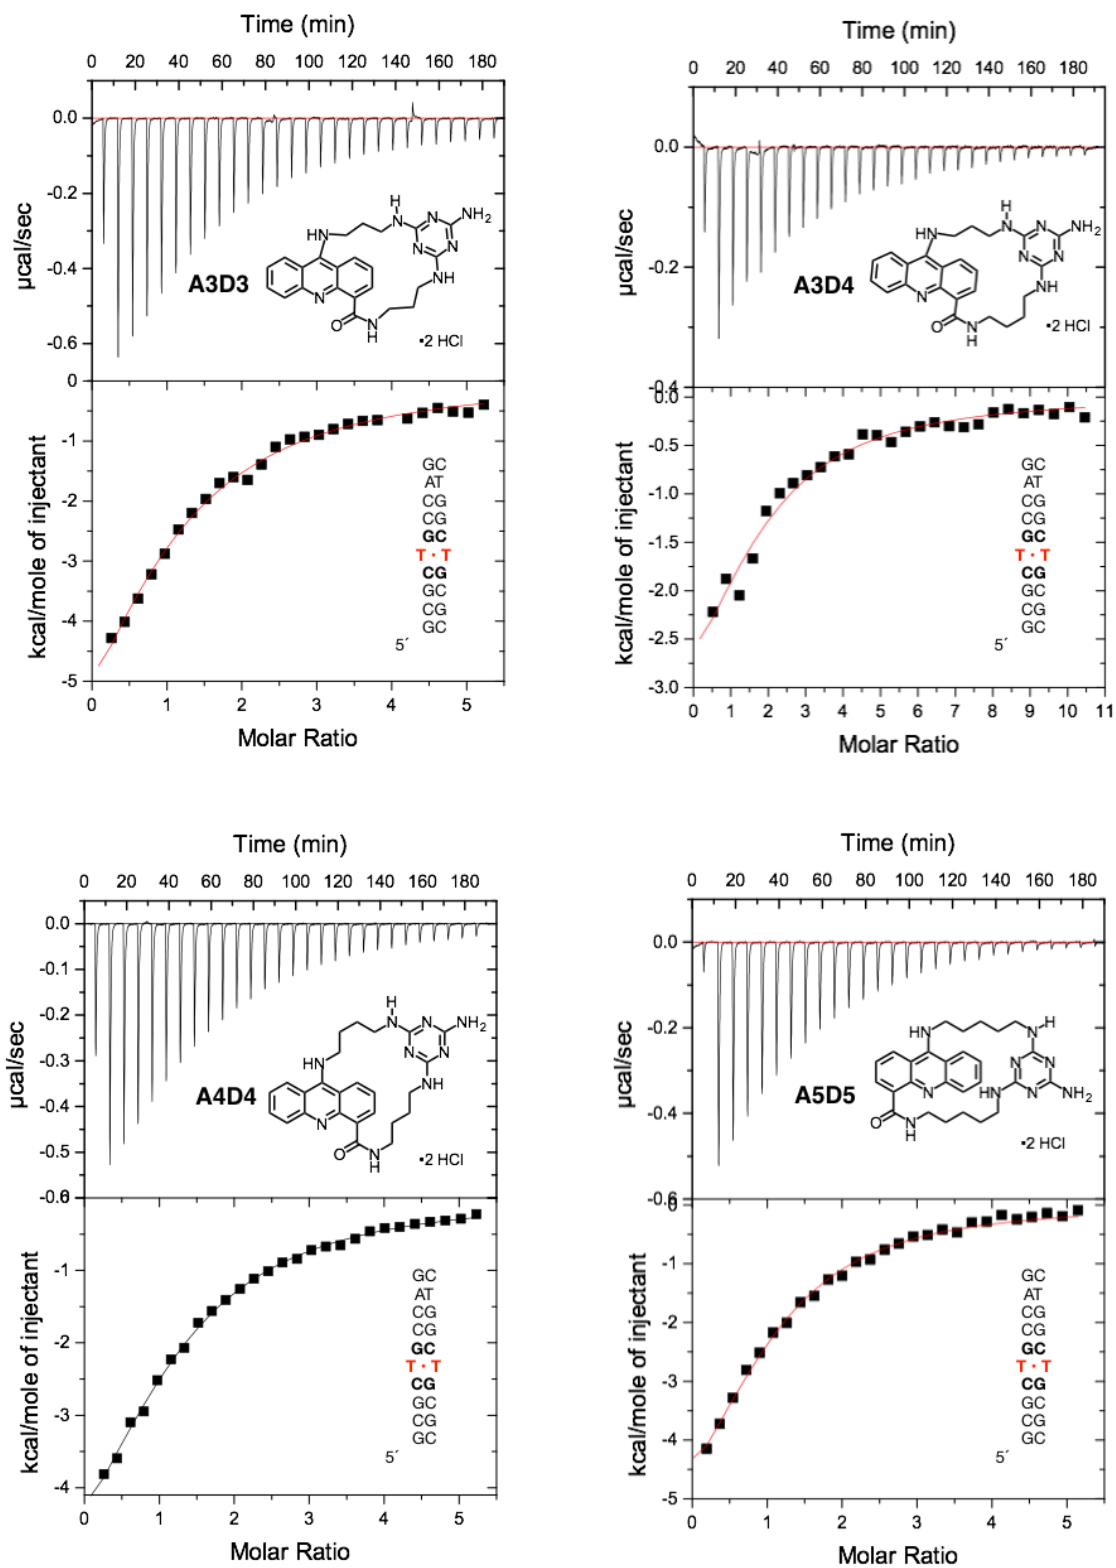 Time (min)
0 20 40 60 80 100 120 140 160 180
0.0
-0.2
-0.4
-0.6
µcal/sec
A3D3
H
N
HN
N
N
N
NH2
NH
N
O
N
H
▪2 HCl
0
-1
-2
-3
-4
-5
kcal/mole of injectant
GC
AT
CG
CG
GC
T · T
CG
GC
CG
GC
5´
0 1 2 3 4 5
Molar Ratio
Time (min)
0 20 40 60 80 100 120 140 160 180
0.0
-0.2
-0.4
µcal/sec
A3D4
H
N
HN
N
N
N
NH2
NH
N
O
N
H
▪2 HCl
0.0
-0.5
-1.0
-1.5
-2.0
-2.5
-3.0
kcal/mole of injectant
GC
AT
CG
CG
GC
T · T
CG
GC
CG
GC
5´
0 1 2 3 4 5 6 7 8 9 10 11
Molar Ratio
Time (min)
0 20 40 60 80 100 120 140 160 180
0.0
-0.1
-0.2
-0.3
-0.4
-0.5
-0.6
µcal/sec
A4D4
H
N
HN
N
N
N
NH2
NH
N
O
N
H
▪2 HCl
0
-1
-2
-3
-4
kcal/mole of injectant
GC
AT
CG
CG
GC
T · T
CG
GC
CG
GC
5´
0 1 2 3 4 5
Molar Ratio
Time (min)
0 20 40 60 80 100 120 140 160 180
0.0
-0.2
-0.4
-0.6
µcal/sec
A5D5
HN
N
H
N
N
N
HN
NH2
N
O
N
H
▪2 HCl
0
-1
-2
-3
-4
-5
kcal/mole of injectant
GC
AT
CG
CG
GC
T · T
CG
GC
CG
GC
5´
0 1 2 3 4 5
Molar Ratio